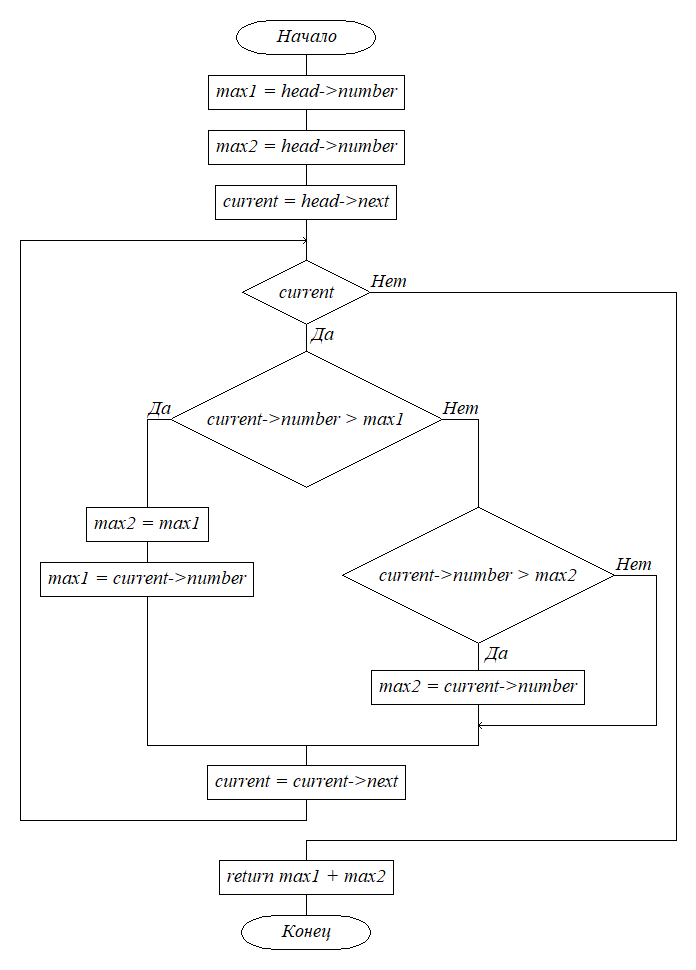 Начало
max1 = head->number
max2 = head->number
current = head->next
current
Нет
Да
current->number > max1
Да
Нет
max2 = max1
max1 = current->number
current->number > max2
Нет
Да
max2 = current->number
current = current->next
return max1 + max2
Конец